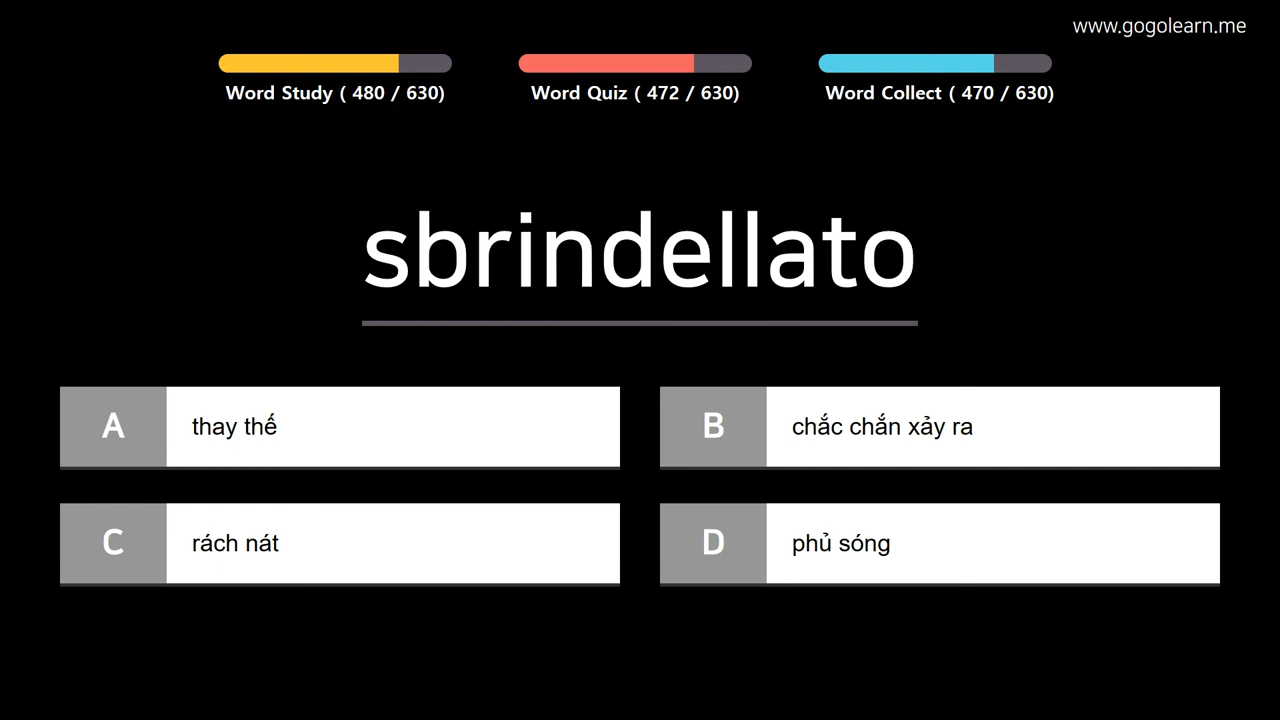 www.gogolearn.me
Word Study ( 480 / 630)
Word Quiz ( 472 / 630)
Word Collect ( 470 / 630)
sbrindellato
A thay thế
B chắc chắn xảy ra
C rách nát
D phủ sóng